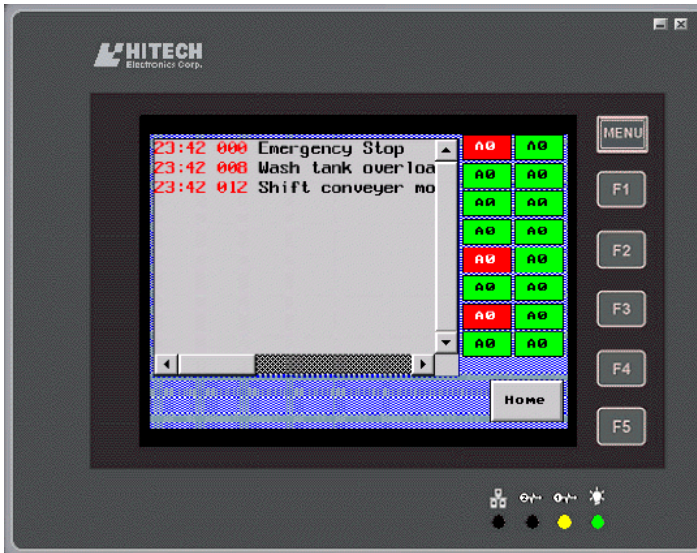 HITECH
Electronics Corp.
MENU
23:42 000 Emergency Stop
23:42 008 Wash tank overloa
23:42 012 Shift conveyer mo
A0 A0
A0 A0
A0 A0
A0 A0
A0 A0
A0 A0
A0 A0
A0 A0
F1
F2
F3
F4
F5
Home